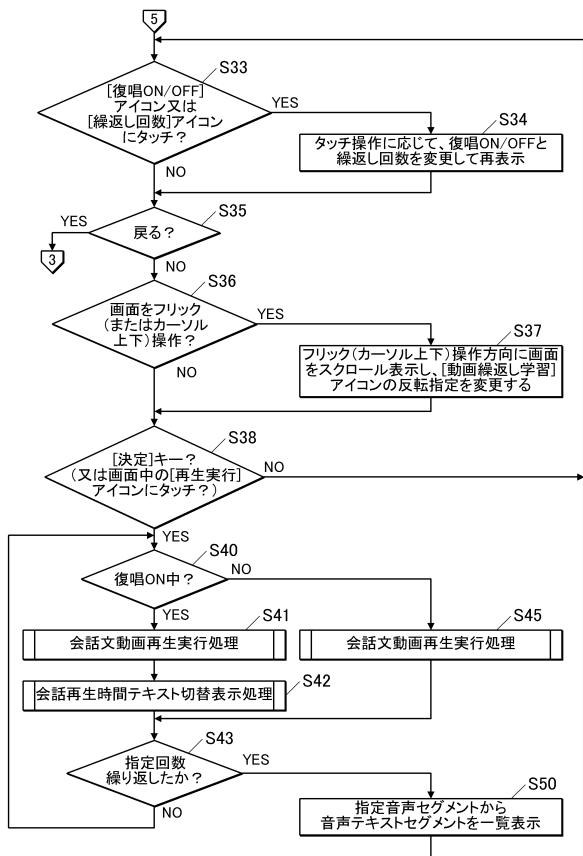 5
S33
[復唱ON/OFF]
アイコン又は
[繰返し回数]アイコン
にタッチ？
YES
NO
S34
タッチ操作に応じて、復唱ON/OFFと
繰返し回数を変更して再表示
S35
YES
戻る？
3
NO
S36
画面をフリック
(またはカーソル
上下)操作？
YES
NO
S37
フリック(カーソル上下)操作方向に画面
をスクロール表示し、[動画繰返し学習]
アイコンの反転指定を変更する
S38
[決定]キー？
(又は画面中の[再生実行]
アイコンにタッチ？)
NO
YES
S40
復唱ON中？
NO
YES
S41
会話文動画再生実行処理
S45
会話文動画再生実行処理
S42
会話再生時間テキスト切替表示処理
S43
指定回数
繰り返したか？
YES
NO
S50
指定音声セグメントから
音声テキストセグメントを一覧表示